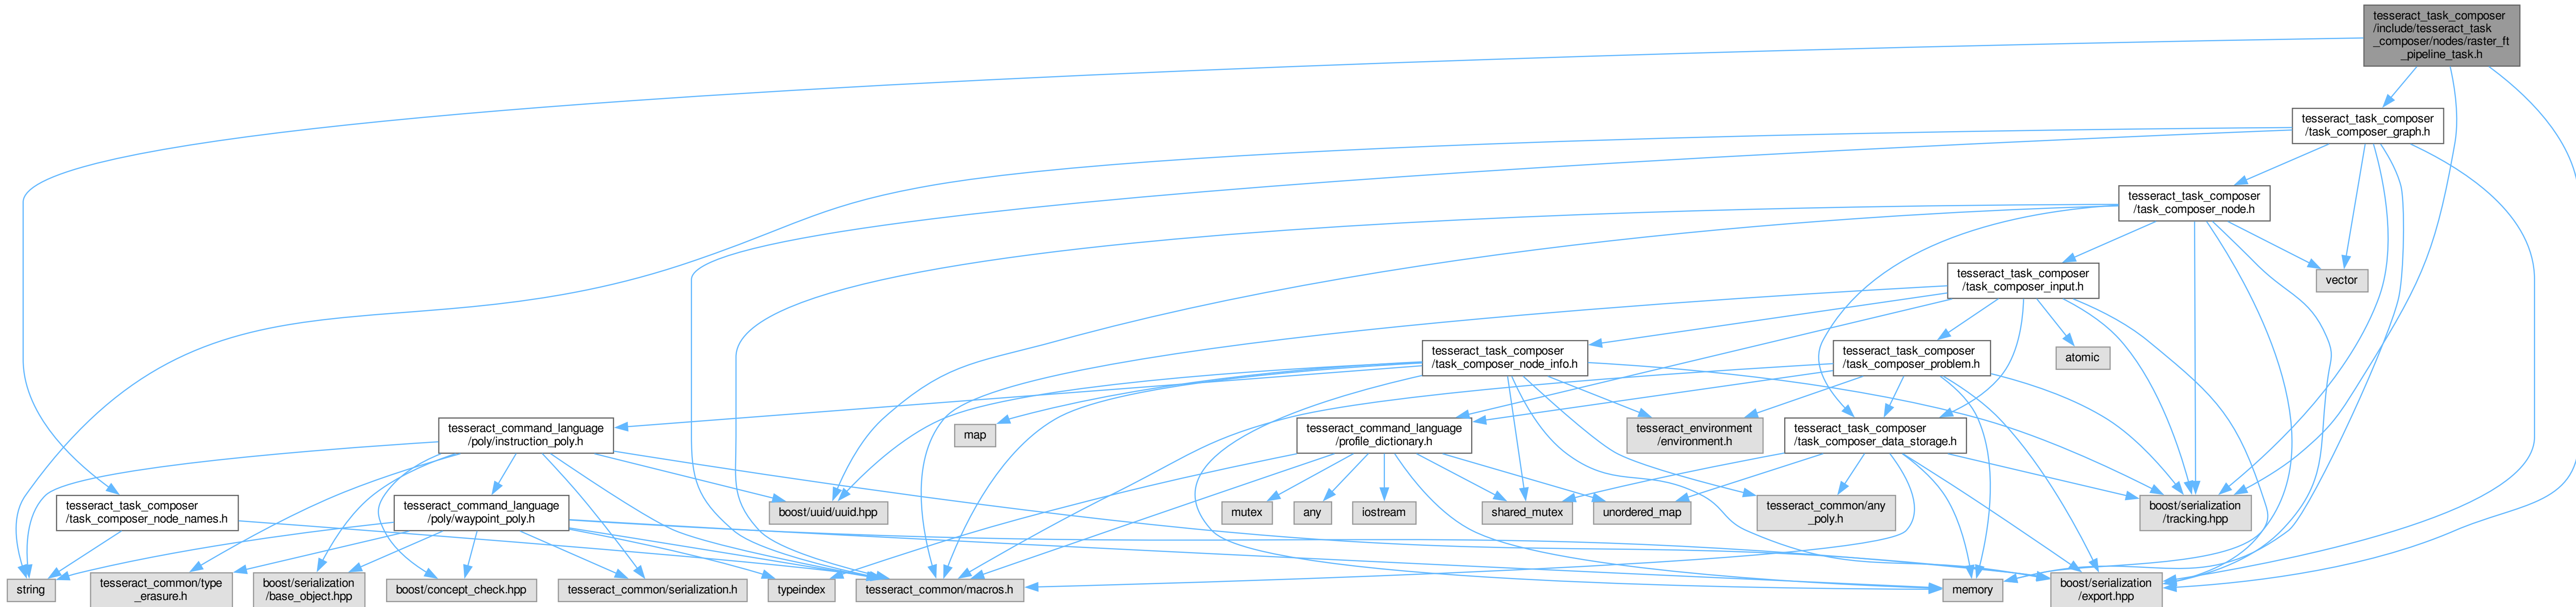 tesseract_task_composer
/include/tesseract_task
_composer/nodes/raster_ft
_pipeline_task.h
tesseract_task_composer
/task_composer_graph.h
tesseract_task_composer
/task_composer_node.h
tesseract_task_composer
/task_composer_input.h
vector
tesseract_task_composer
/task_composer_node_info.h
tesseract_task_composer
/task_composer_problem.h
atomic
tesseract_command_language
/poly/instruction_poly.h
map
tesseract_command_language
/profile_dictionary.h
tesseract_environment
/environment.h
tesseract_task_composer
/task_composer_data_storage.h
tesseract_task_composer
/task_composer_node_names.h
tesseract_command_language
/poly/waypoint_poly.h
boost/uuid/uuid.hpp
mutex
any
iostream
shared_mutex
unordered_map
tesseract_common/any
_poly.h
boost/serialization
/tracking.hpp
string
tesseract_common/type
_erasure.h
boost/serialization
/base_object.hpp
boost/concept_check.hpp
tesseract_common/serialization.h
typeindex
tesseract_common/macros.h
memory
boost/serialization
/export.hpp